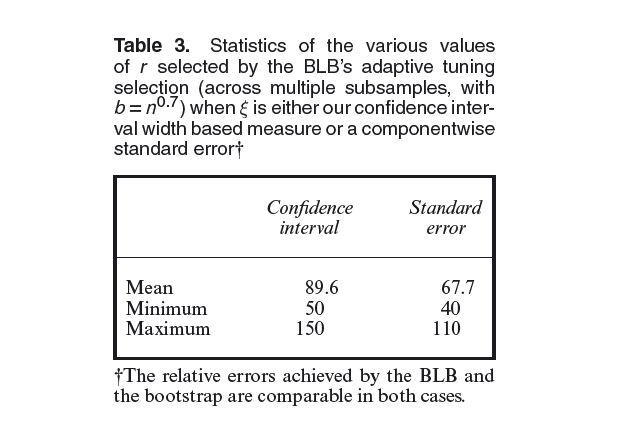 Table 3. Statistics of the various values
of r selected by the BLB's adaptive tuning
selection (across multiple subsamples, with
b = n^0.7) when ξ is either our confidence inter-
val width based measure or a componentwise
standard error†
Confidence Standard
interval error
Mean 89.6 67.7
Minimum 50 40
Maximum 150 110
†The relative errors achieved by the BLB and
the bootstrap are comparable in both cases.